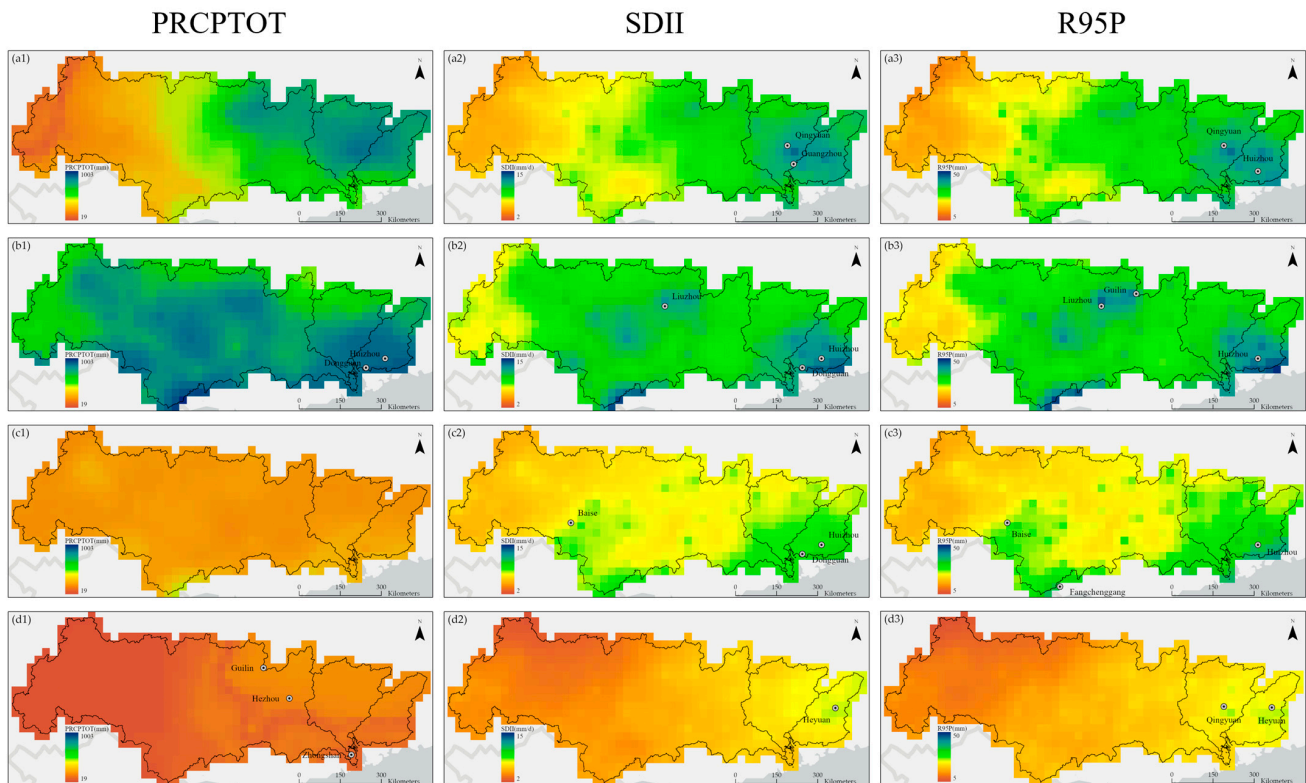 PRCPTOT
SDII
R95P
(a1)
N
PRCPTOT(mm)
1003
19
0
150
300
Kilometers
(a2)
N
Qingyuan
Guangzhou
SDII(mm/d)
15
2
0
150
300
Kilometers
(a3)
N
Qingyuan
Huizhou
R95P(mm)
50
5
0
150
300
Kilometers
(b1)
N
Huizhou
Dongguan
PRCPTOT(mm)
1003
19
0
150
300
Kilometers
(b2)
N
Liuzhou
Huizhou
Dongguan
SDII(mm/d)
15
2
0
150
300
Kilometers
(b3)
N
Guilin
Liuzhou
Huizhou
R95P(mm)
50
5
0
150
300
Kilometers
(c1)
N
PRCPTOT(mm)
1003
19
0
150
300
Kilometers
(c2)
N
Baise
Huizhou
Dongguan
SDII(mm/d)
15
2
0
150
300
Kilometers
(c3)
N
Baise
Huizhou
Fangchenggang
R95P(mm)
50
5
0
150
300
Kilometers
(d1)
N
Guilin
Hezhou
Zhongshan
PRCPTOT(mm)
1003
19
0
150
300
Kilometers
(d2)
N
Heyuan
SDII(mm/d)
15
2
0
150
300
Kilometers
(d3)
N
Qingyuan
Heyuan
R95P(mm)
50
5
0
150
300
Kilometers